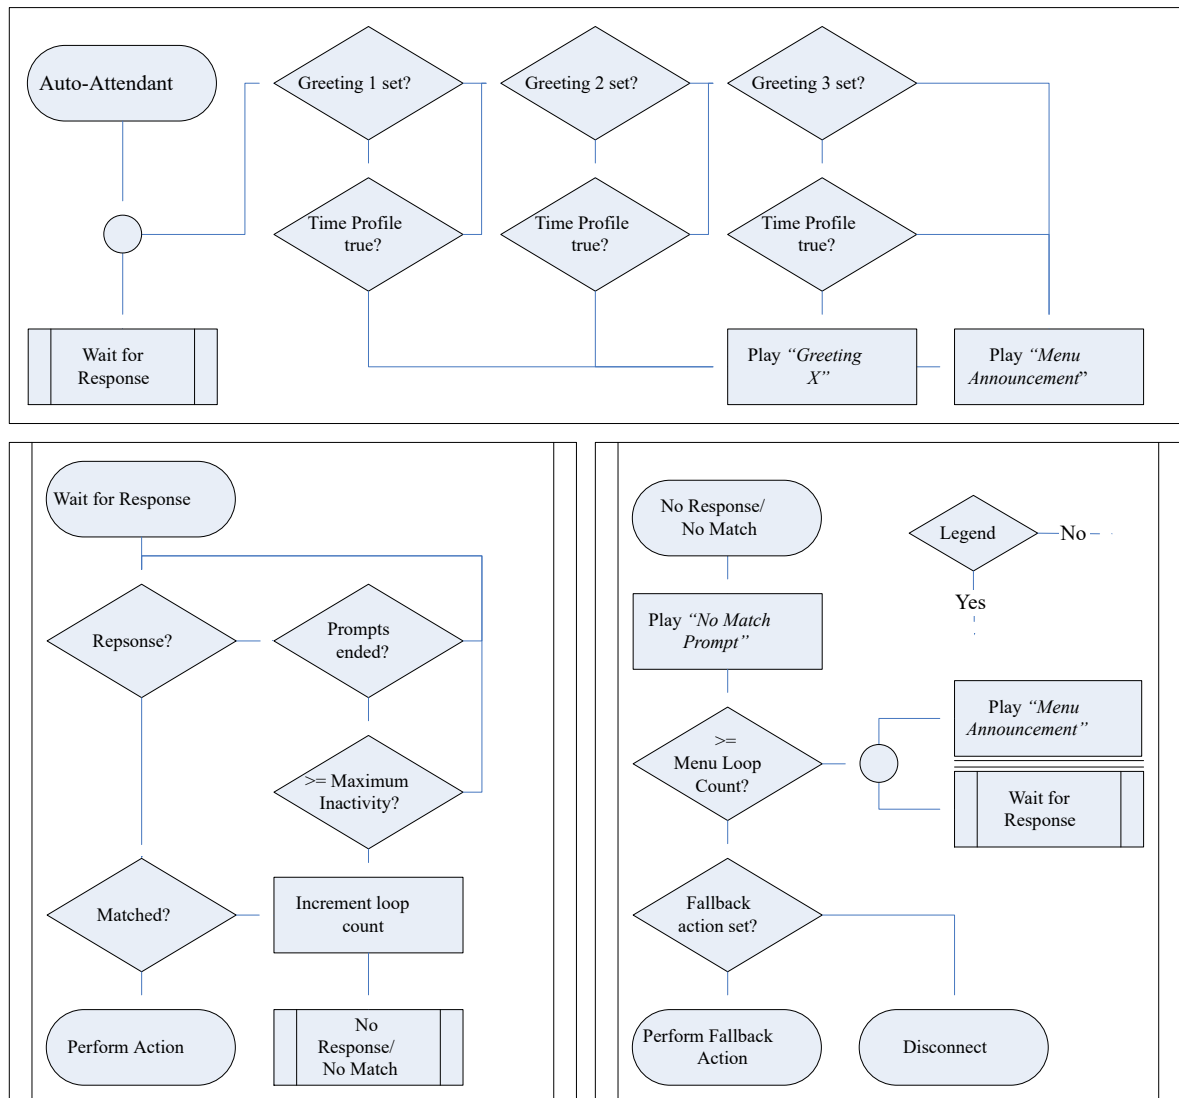 Auto-Attendant
Greeting 1 set?
Greeting 2 set?
Greeting 3 set?
Time Profile
true?
Time Profile
true?
Time Profile
true?
Wait for
Response
Play “Greeting
X”
Play “Menu
Announcement”
Wait for Response
Repsonse?
Prompts
ended?
>= Maximum
Inactivity?
Matched?
Increment loop
count
Perform Action
No
Response/
No Match
No Response/
No Match
Legend
No
Yes
Play “No Match
Prompt”
>=
Menu Loop
Count?
Play “Menu
Announcement”
Wait for
Response
Fallback
action set?
Perform Fallback
Action
Disconnect